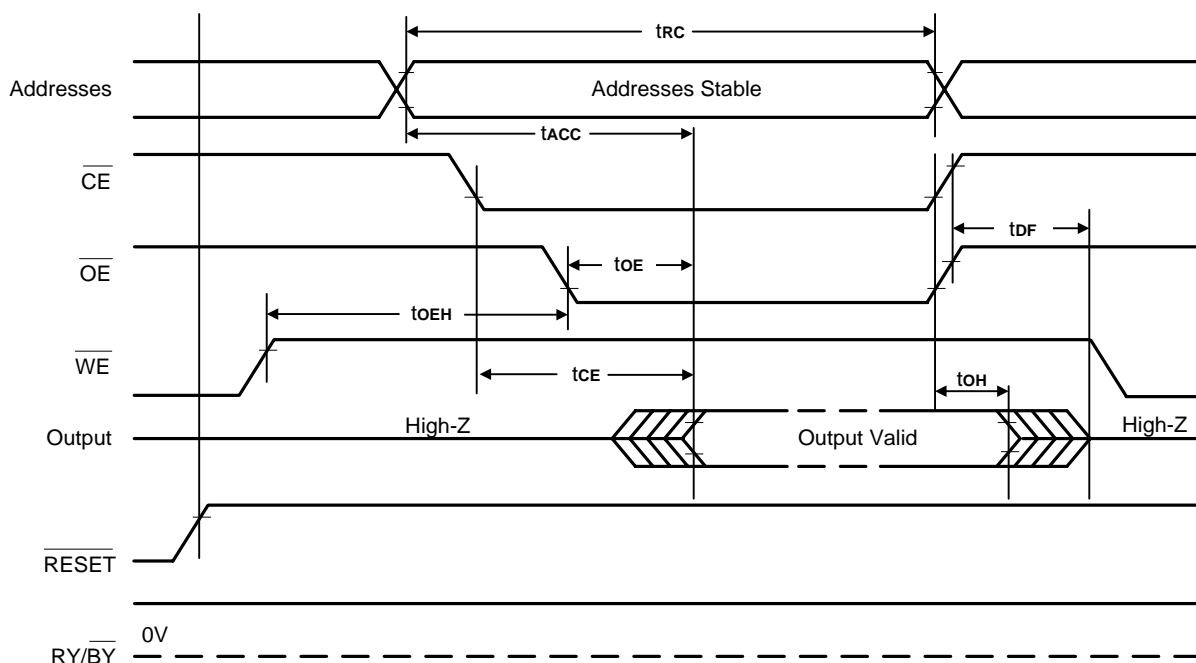 tRC
Addresses
Addresses Stable
tACC
CE
tDF
OE
tOE
tOEH
WE
tCE
tOH
High-Z
High-Z
Output
Output Valid
RESET
0V
RY/BY